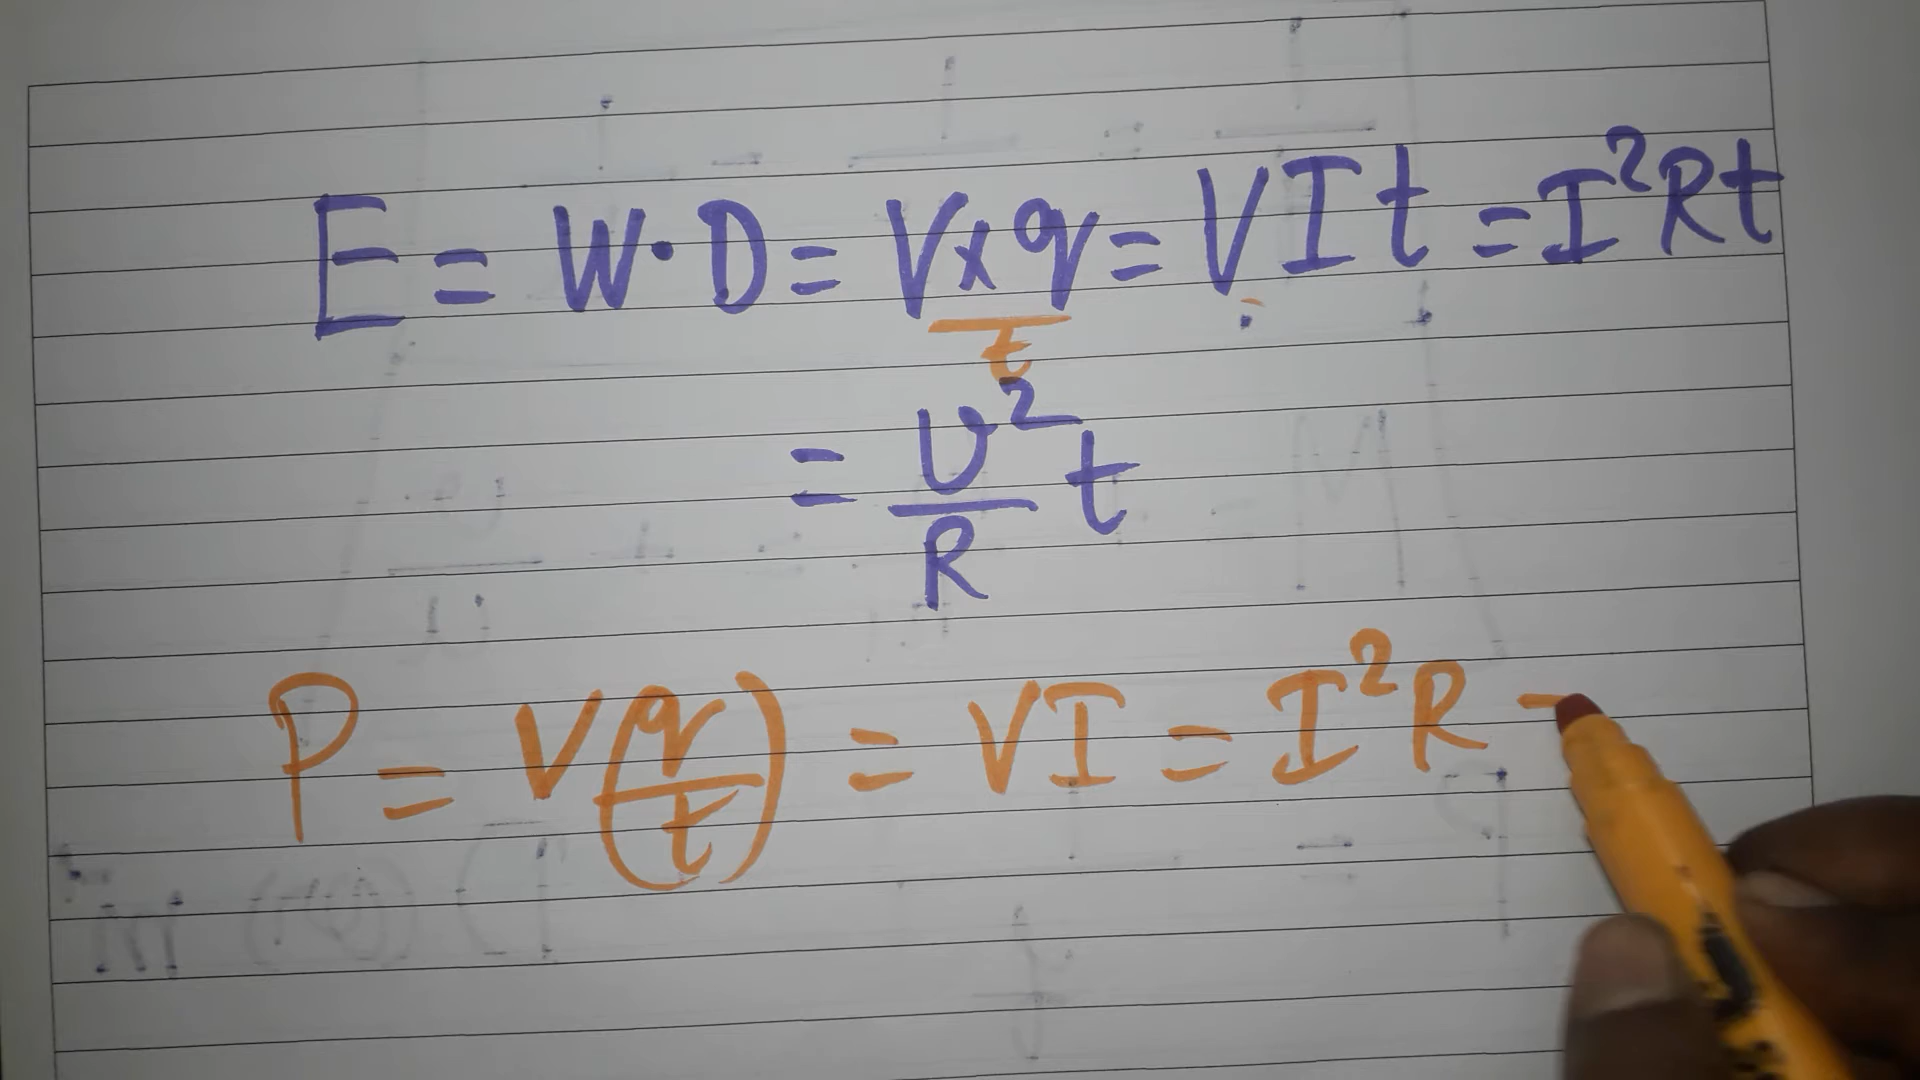 E = W·D = V x q = VIt = I²Rt
t
= V²/R t
P = V(q/t) = VI = I²R -